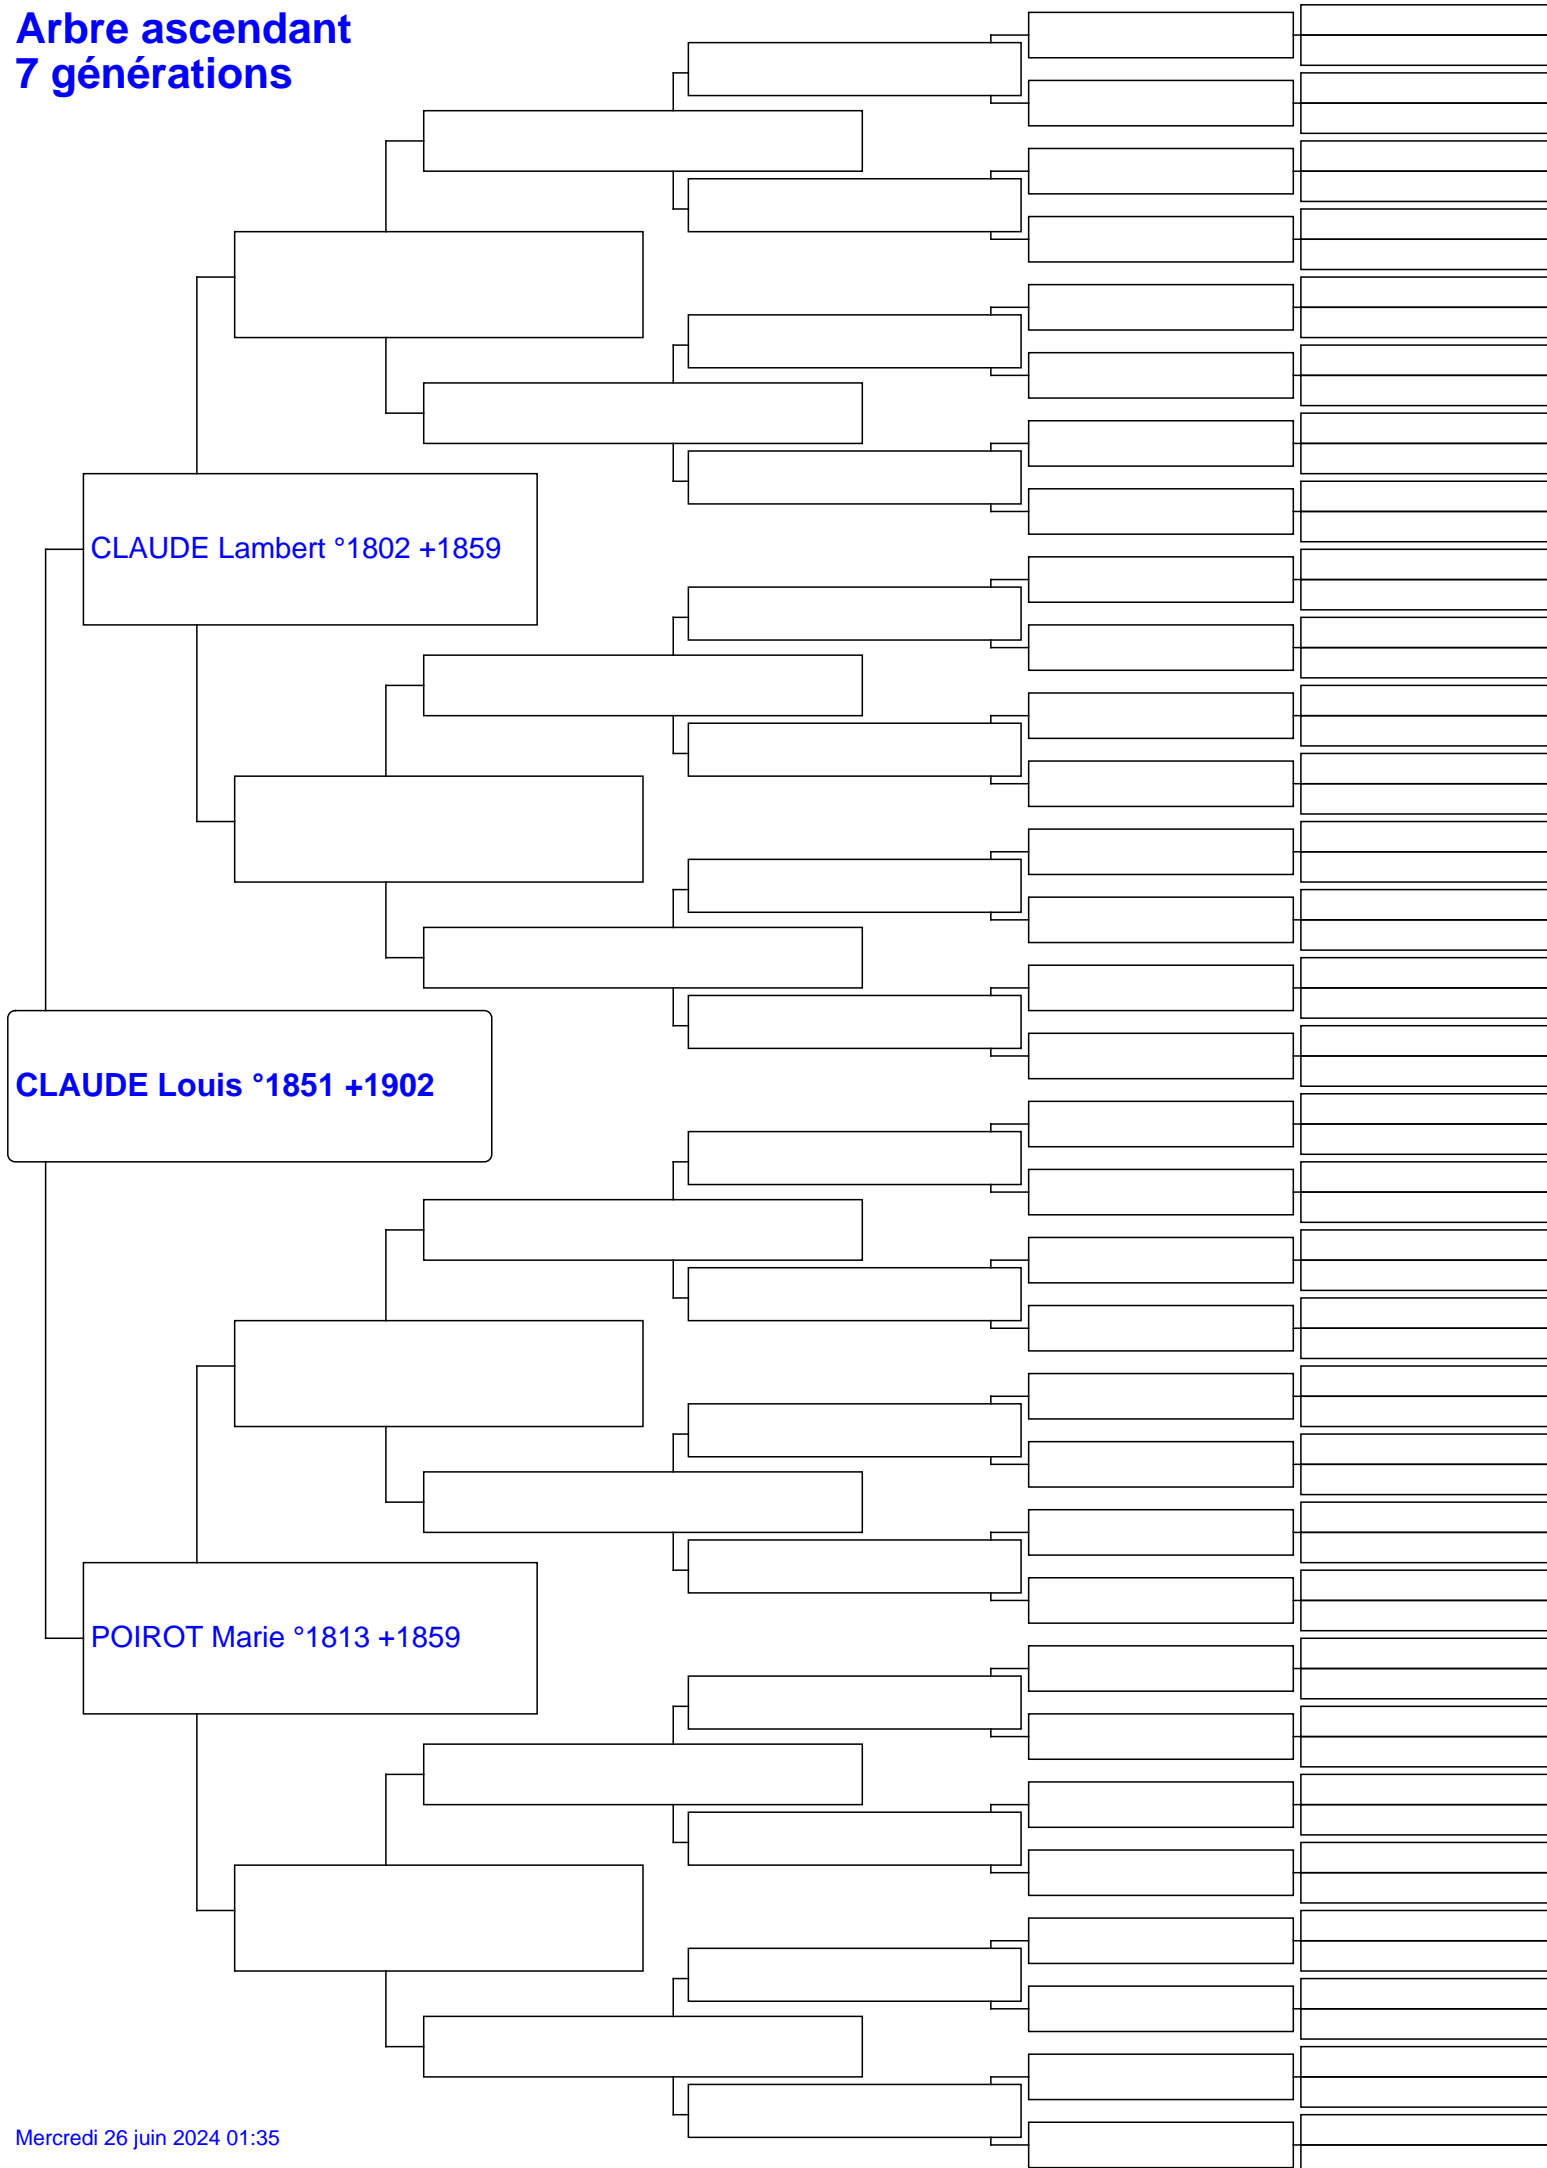 Arbre ascendant
7 générations
CLAUDE Lambert °1802 +1859
CLAUDE Louis °1851 +1902
POIROT Marie °1813 +1859
Mercredi 26 juin 2024 01:35